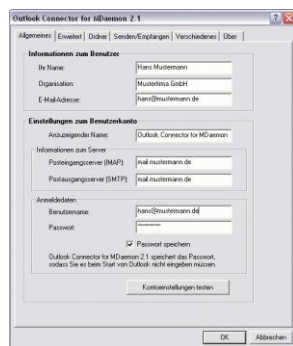 Outlook Connector for MDaemon 2.1
Allgemeines Erweitert Ordner Senden/Empfangen Verschiedenes Über
Informationen zum Benutzer
Ihr Name: Hans Mustermann
Organisation: Musterfirma GmbH
E-Mail-Adresse: hans@mustermann.de
Einstellungen zum Benutzerkonto
Anzuzeigender Name: Outlook Connector for MDaemon
Informationen zum Server
Posteingangsserver (IMAP): mail.mustermann.de
Postausgangsserver (SMTP): mail.mustermann.de
Anmeldedaten
Benutzername: hans@mustermann.de
Passwort: **********
Passwort speichern
Outlook Connector for MDaemon 2.1 speichert das Passwort,
sodass Sie es beim Start von Outlook nicht eingeben müssen.
Kontoeinstellungen testen
OK Abbrechen